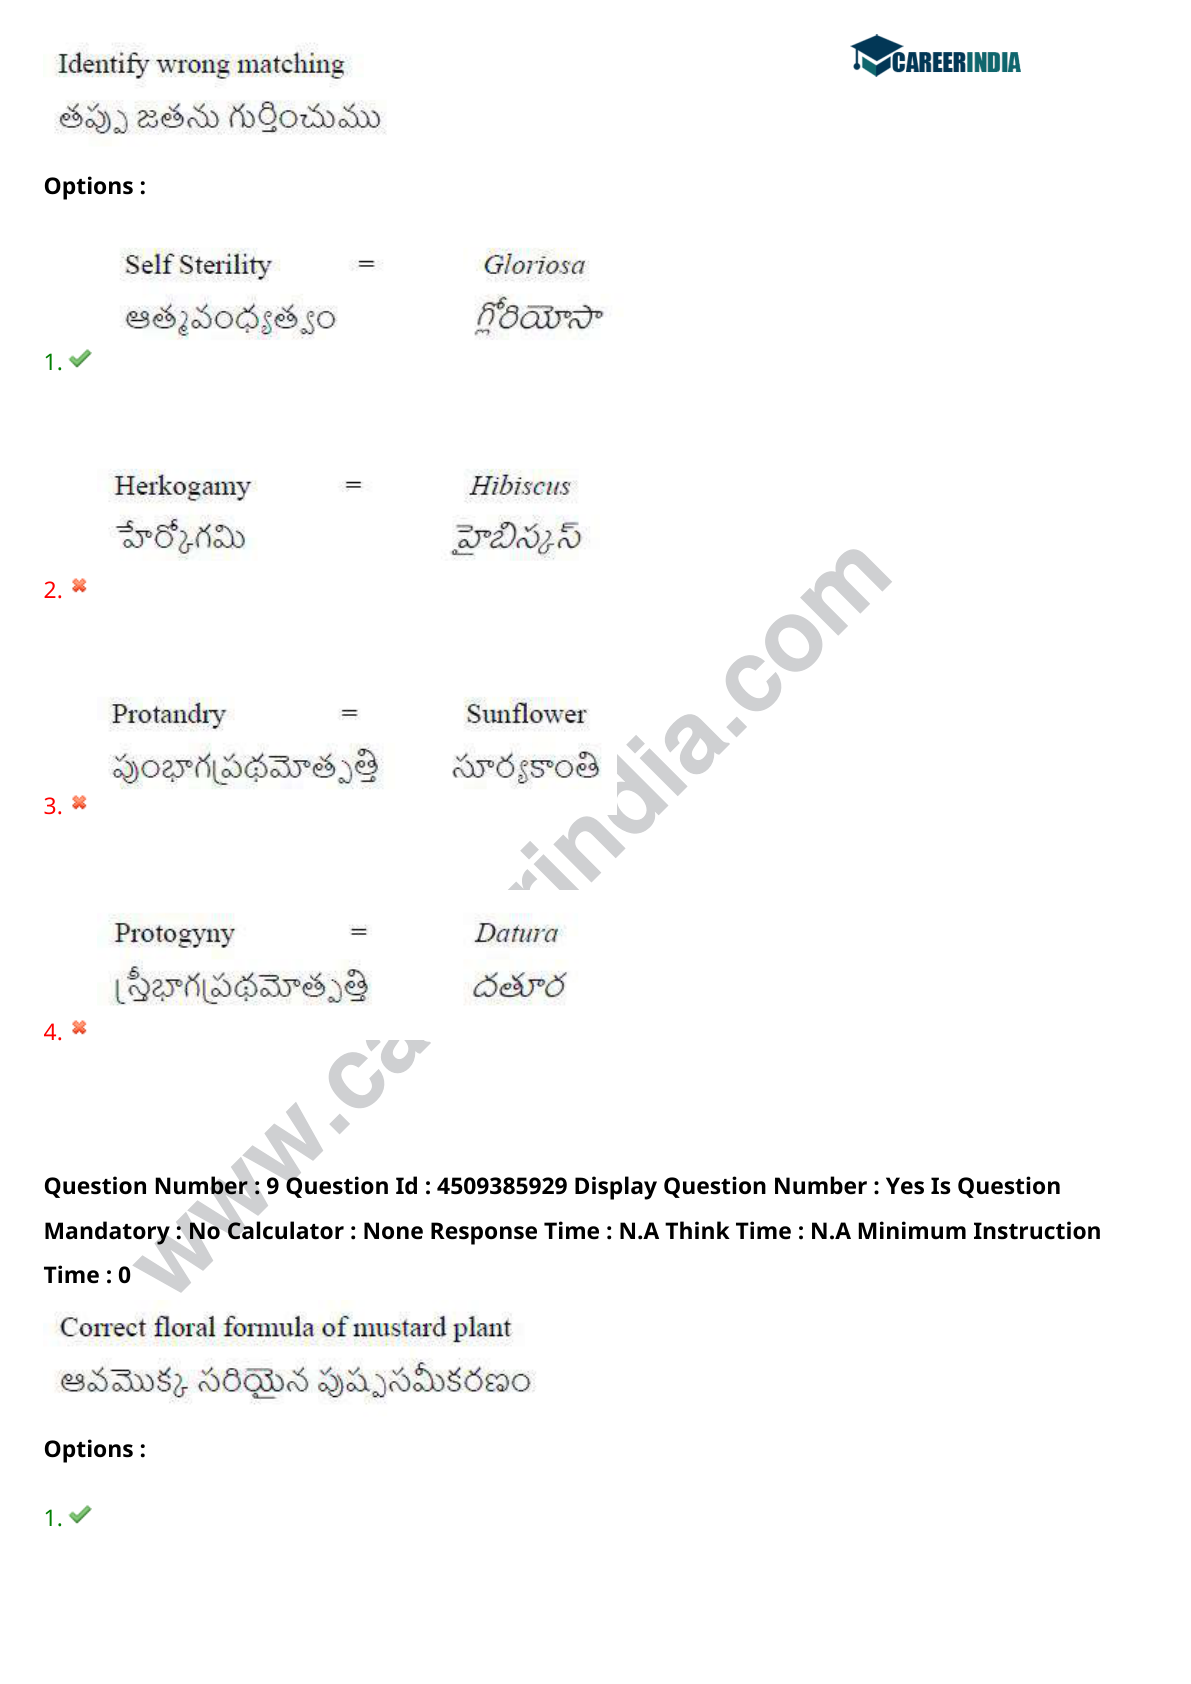 CAREERINDIA
Identify wrong matching
తప్పు జతను గుర్తించుము
Options :
Self Sterility = Gloriosa
ఆత్మవంధ్యత్వం గ్లోరియోసా
1.
Herkogamy = Hibiscus
హేర్కోగమి హైబిస్కస్
2.
Protandry = Sunflower
పుంభాగప్రథమోత్పత్తి సూర్యకాంతి
3.
Protogyny = Datura
స్త్రీభాగప్రథమోత్పత్తి దతూర
4.
Question Number : 9 Question Id : 4509385929 Display Question Number : Yes Is Question
Mandatory : No Calculator : None Response Time : N.A Think Time : N.A Minimum Instruction
Time : 0
Correct floral formula of mustard plant
ఆవమొక్క సరియైన పుష్పసమీకరణం
Options :
1.